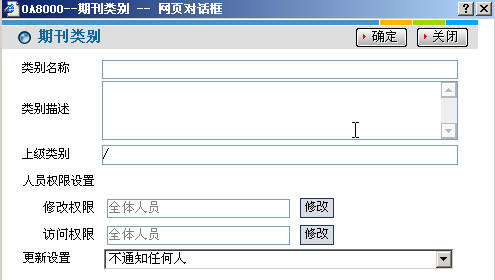 OA8000--期刊类别 -- 网页对话框
期刊类别 确定 关闭
类别名称
类别描述
上级类别 /
人员权限设置
修改权限 全体人员 修改
访问权限 全体人员 修改
更新设置 不通知任何人